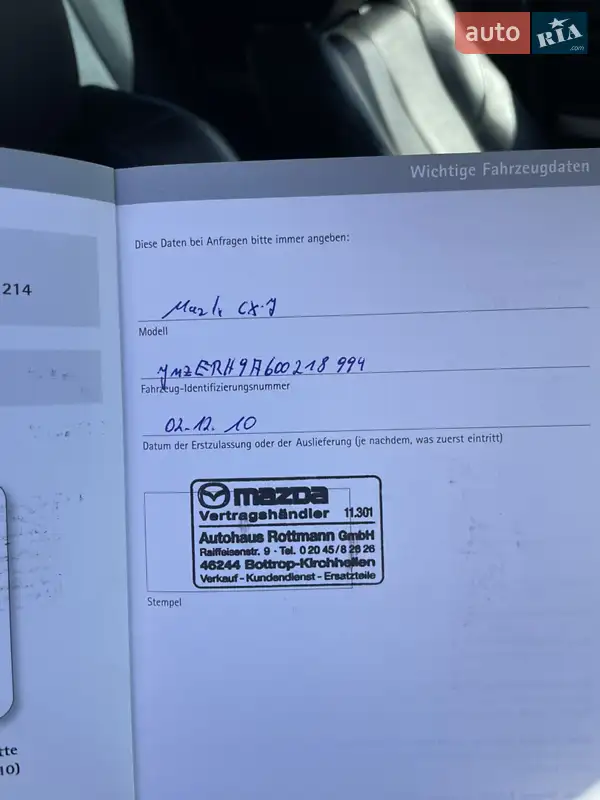 auto RIA .com
Wichtige Fahrzeugdaten
214
Diese Daten bei Anfragen bitte immer angeben:
Mazda CX-7
Modell
JMZERH9A600218994
Fahrzeug-Identifizierungsnummer
02.12.10
Datum der Erstzulassung oder der Auslieferung (je nachdem, was zuerst eintritt)
mazda
Vertragshändler 11.301
Autohaus Rottmann GmbH
Raiffeisenstr. 9 - Tel. 0 20 45/8 26 26
46244 Bottrop-Kirchhellen
Verkauf - Kundendienst - Ersatzteile
Stempel
tte
10)